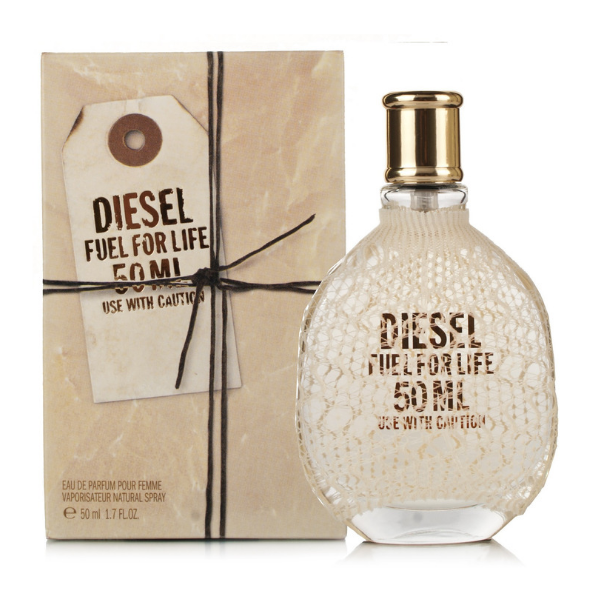 DIESEL
FUEL FOR LIFE
50 ML
USE WITH CAUTION
EAU DE PARFUM POUR FEMME
VAPORISATEUR NATURAL SPRAY
e 50 ml 1.7 FL.OZ.
DIESEL
FUEL FOR LIFE
50 ML
USE WITH CAUTION